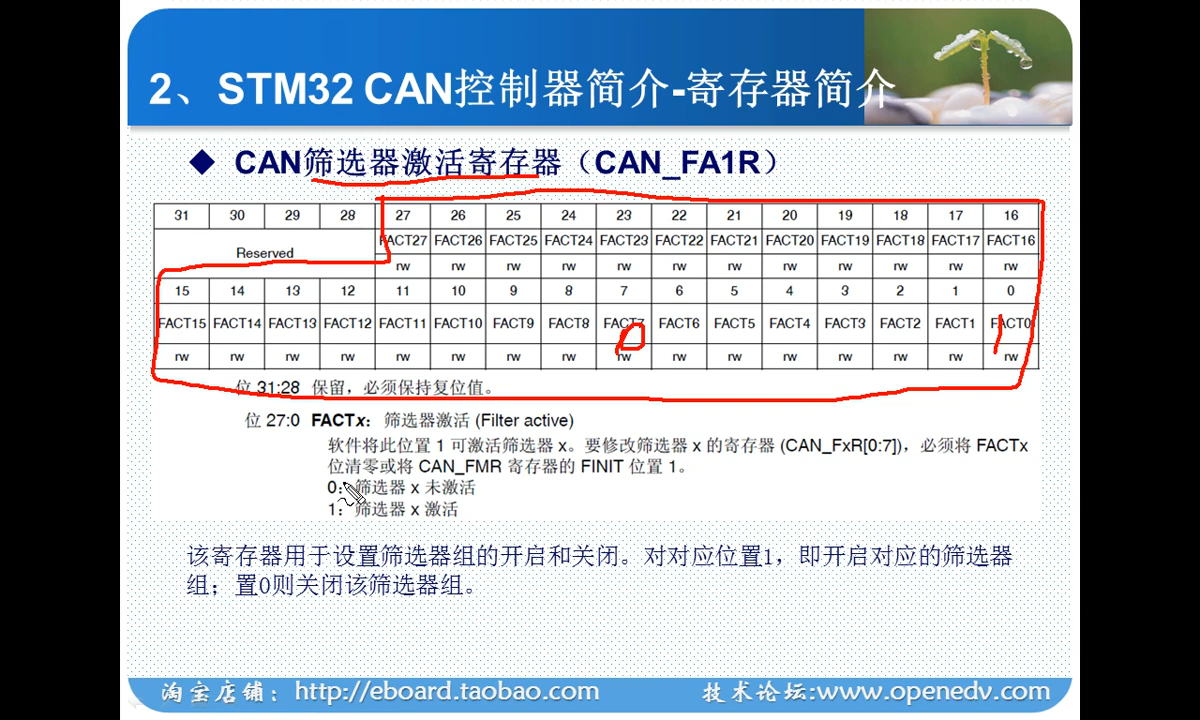 2、STM32 CAN控制器简介-寄存器简介
◆ CAN筛选器激活寄存器（CAN_FA1R）
31 30 29 28 27 26 25 24 23 22 21 20 19 18 17 16
Reserved FACT27 FACT26 FACT25 FACT24 FACT23 FACT22 FACT21 FACT20 FACT19 FACT18 FACT17 FACT16
rw rw rw rw rw rw rw rw rw rw rw rw
15 14 13 12 11 10 9 8 7 6 5 4 3 2 1 0
FACT15 FACT14 FACT13 FACT12 FACT11 FACT10 FACT9 FACT8 FACT7 FACT6 FACT5 FACT4 FACT3 FACT2 FACT1 FACT0
rw rw rw rw rw rw rw rw rw rw rw rw rw rw rw rw
位 31:28 保留，必须保持复位值。
位 27:0 FACTx：筛选器激活 (Filter active)
软件将此位置 1 可激活筛选器 x。要修改筛选器 x 的寄存器 (CAN_FxR[0:7])，必须将 FACTx
位清零或将 CAN_FMR 寄存器的 FINIT 位置 1。
0：筛选器 x 未激活
1：筛选器 x 激活
该寄存器用于设置筛选器组的开启和关闭。对对应位置1，即开启对应的筛选器
组；置0则关闭该筛选器组。
淘宝店铺：http://eboard.taobao.com 技术论坛:www.openedv.com